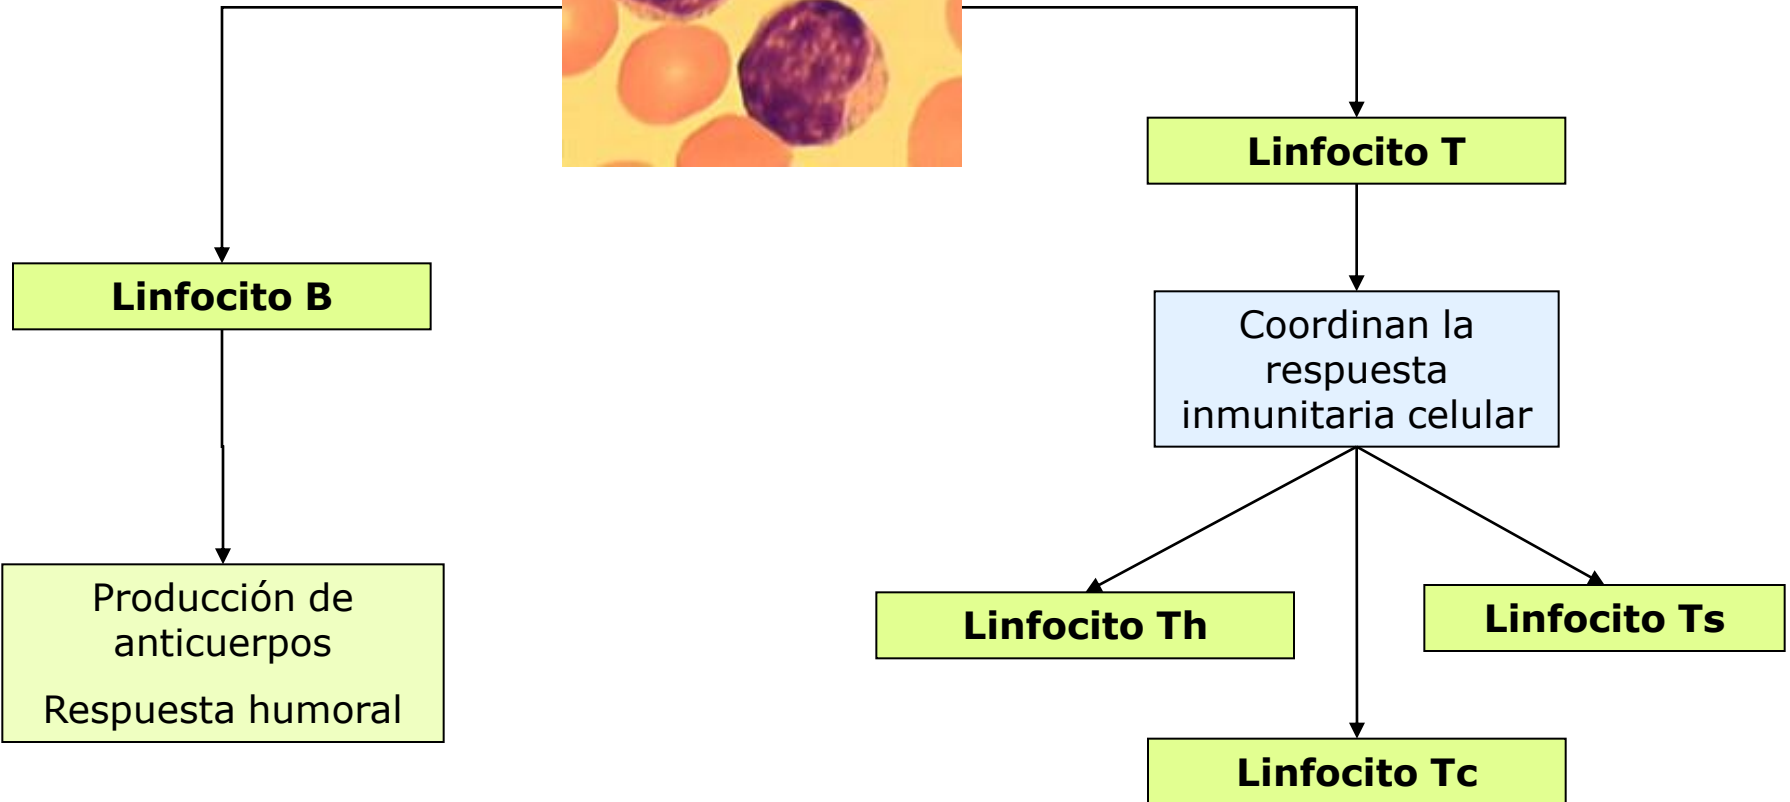 Linfocito T
Linfocito B
Coordinan la
respuesta
inmunitaria celular
Producción de
anticuerpos
Respuesta humoral
Linfocito Th
Linfocito Ts
Linfocito Tc